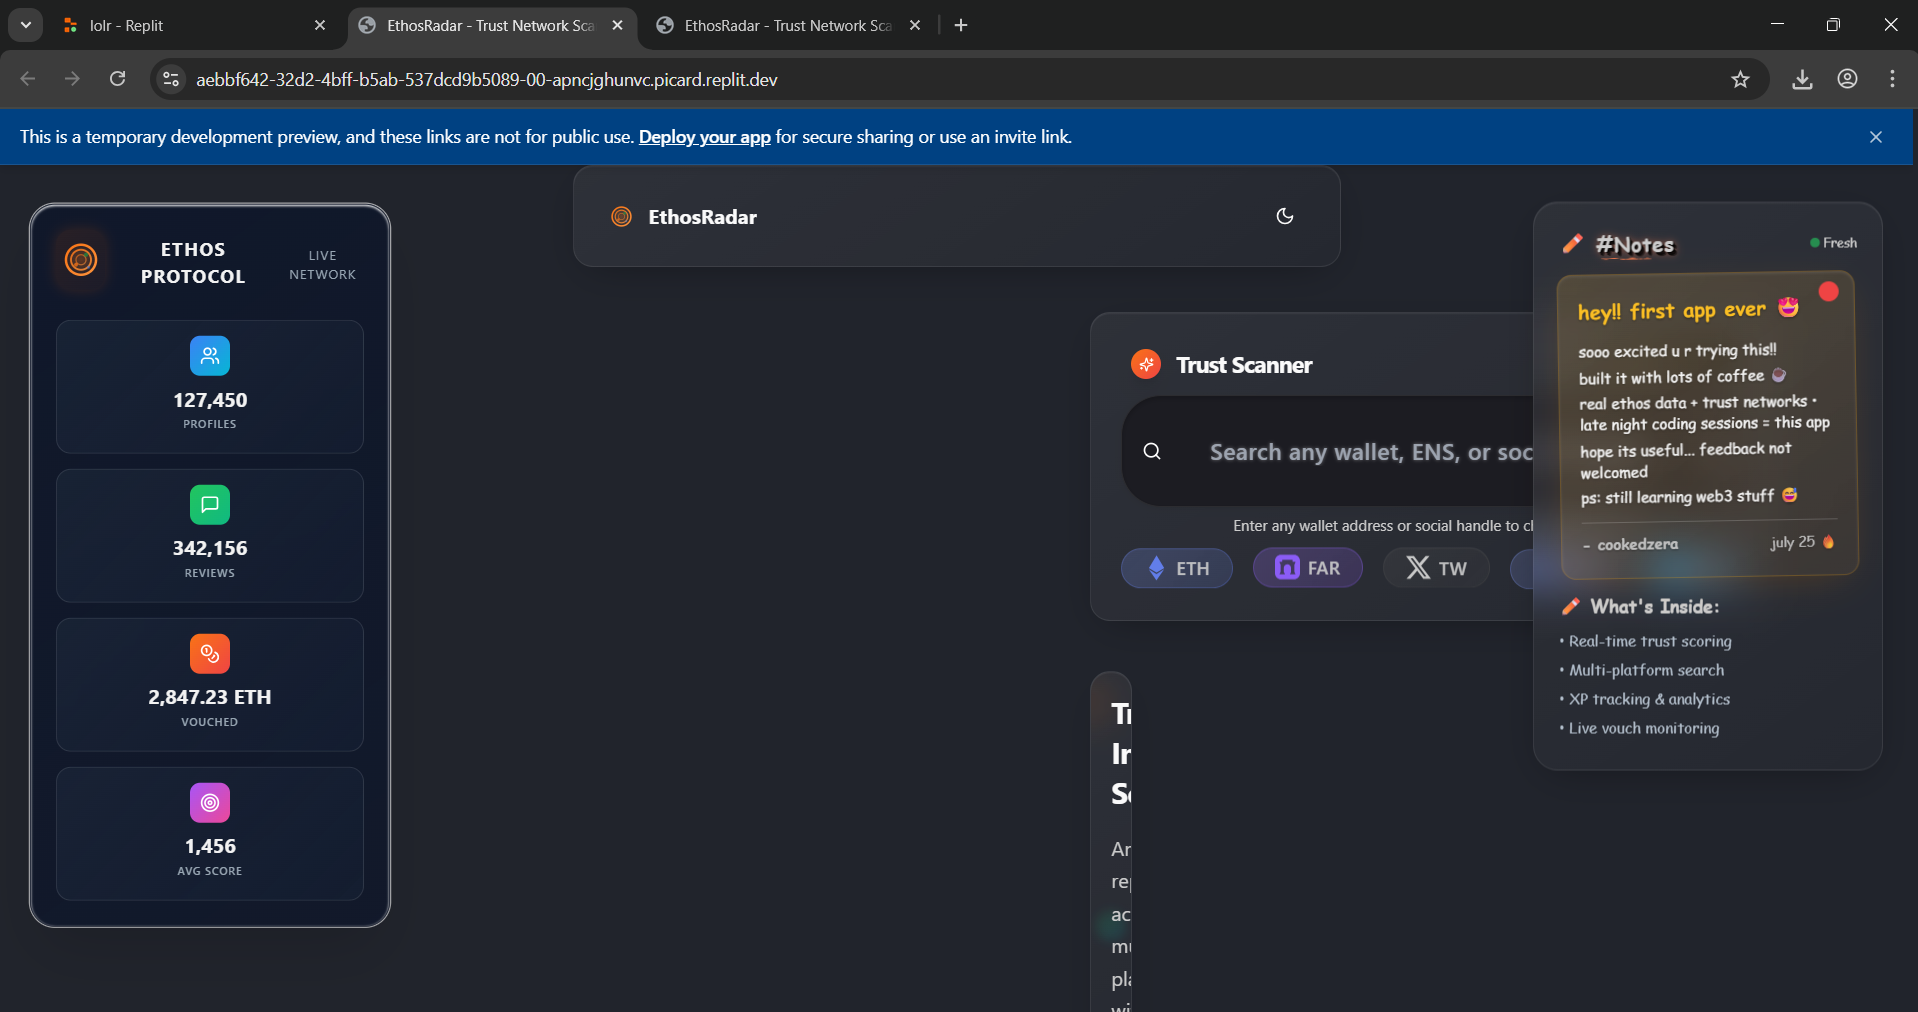 lolr - Replit
EthosRadar - Trust Network Sca
EthosRadar - Trust Network Sca
aebbf642-32d2-4bff-b5ab-537dcd9b5089-00-apncjghunvc.picard.replit.dev
This is a temporary development preview, and these links are not for public use. Deploy your app for secure sharing or use an invite link.
ETHOS
PROTOCOL
LIVE
NETWORK
127,450
PROFILES
342,156
REVIEWS
2,847.23 ETH
VOUCHED
1,456
AVG SCORE
EthosRadar
Trust Scanner
Search any wallet, ENS, or soc
Enter any wallet address or social handle to cl
ETH
FAR
TW
Tr
In
Sc
Ar
rep
ac
mu
pla
wi
#Notes
Fresh
hey!! first app ever 🤩
sooo excited u r trying this!!
built it with lots of coffee ☕
real ethos data + trust networks •
late night coding sessions = this app
hope its useful... feedback not
welcomed
ps: still learning web3 stuff 😅
- cookedzera
july 25 🔥
What's Inside:
• Real-time trust scoring
• Multi-platform search
• XP tracking & analytics
• Live vouch monitoring